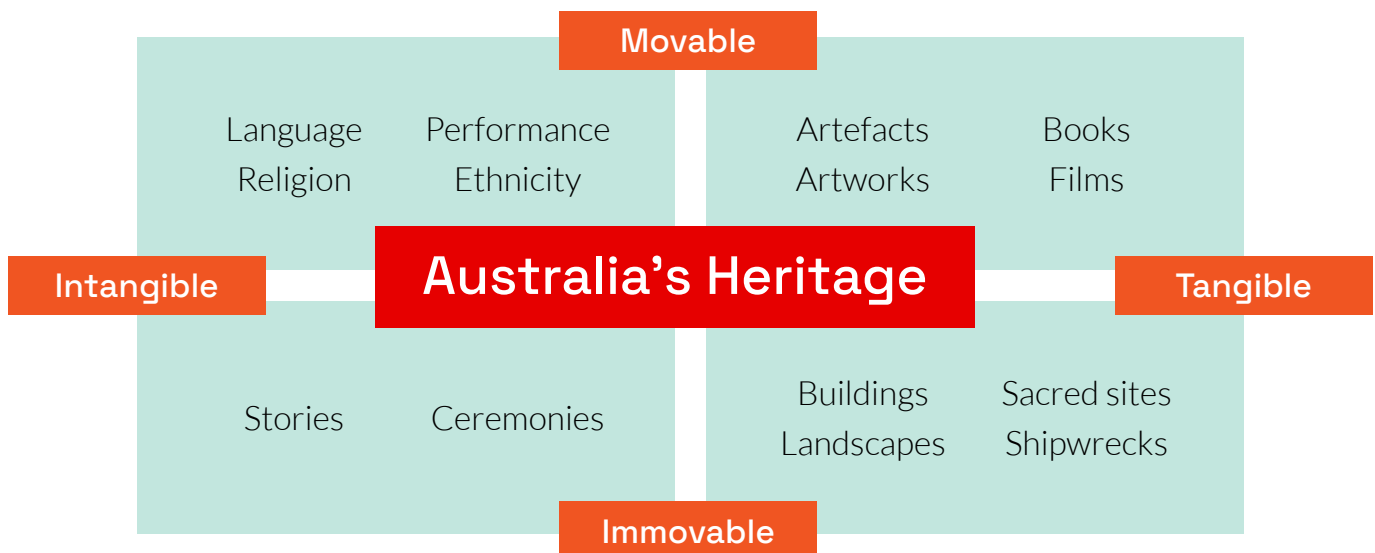 Movable
Language Performance
Religion Ethnicity
Artefacts Books
Artworks Films
Australia’s Heritage
Intangible
Tangible
Stories Ceremonies
Buildings Sacred sites
Landscapes Shipwrecks
Immovable